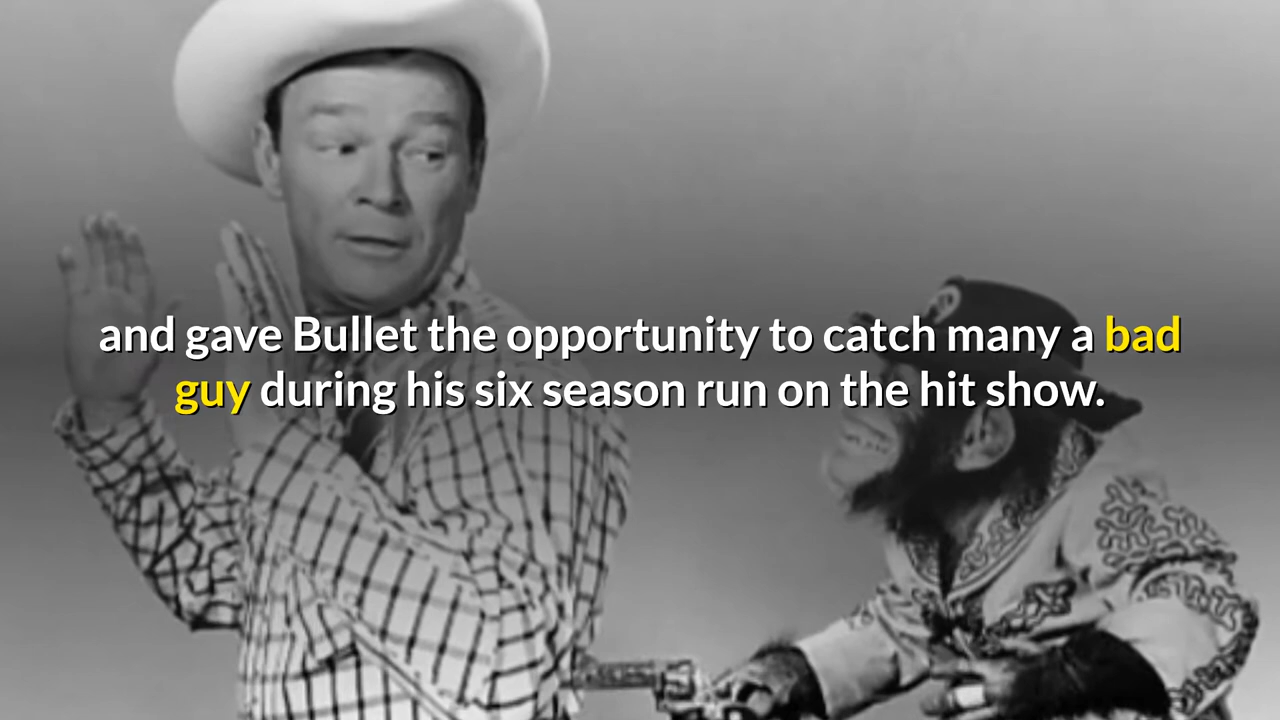 and gave Bullet the opportunity to catch many a bad
guy during his six season run on the hit show.